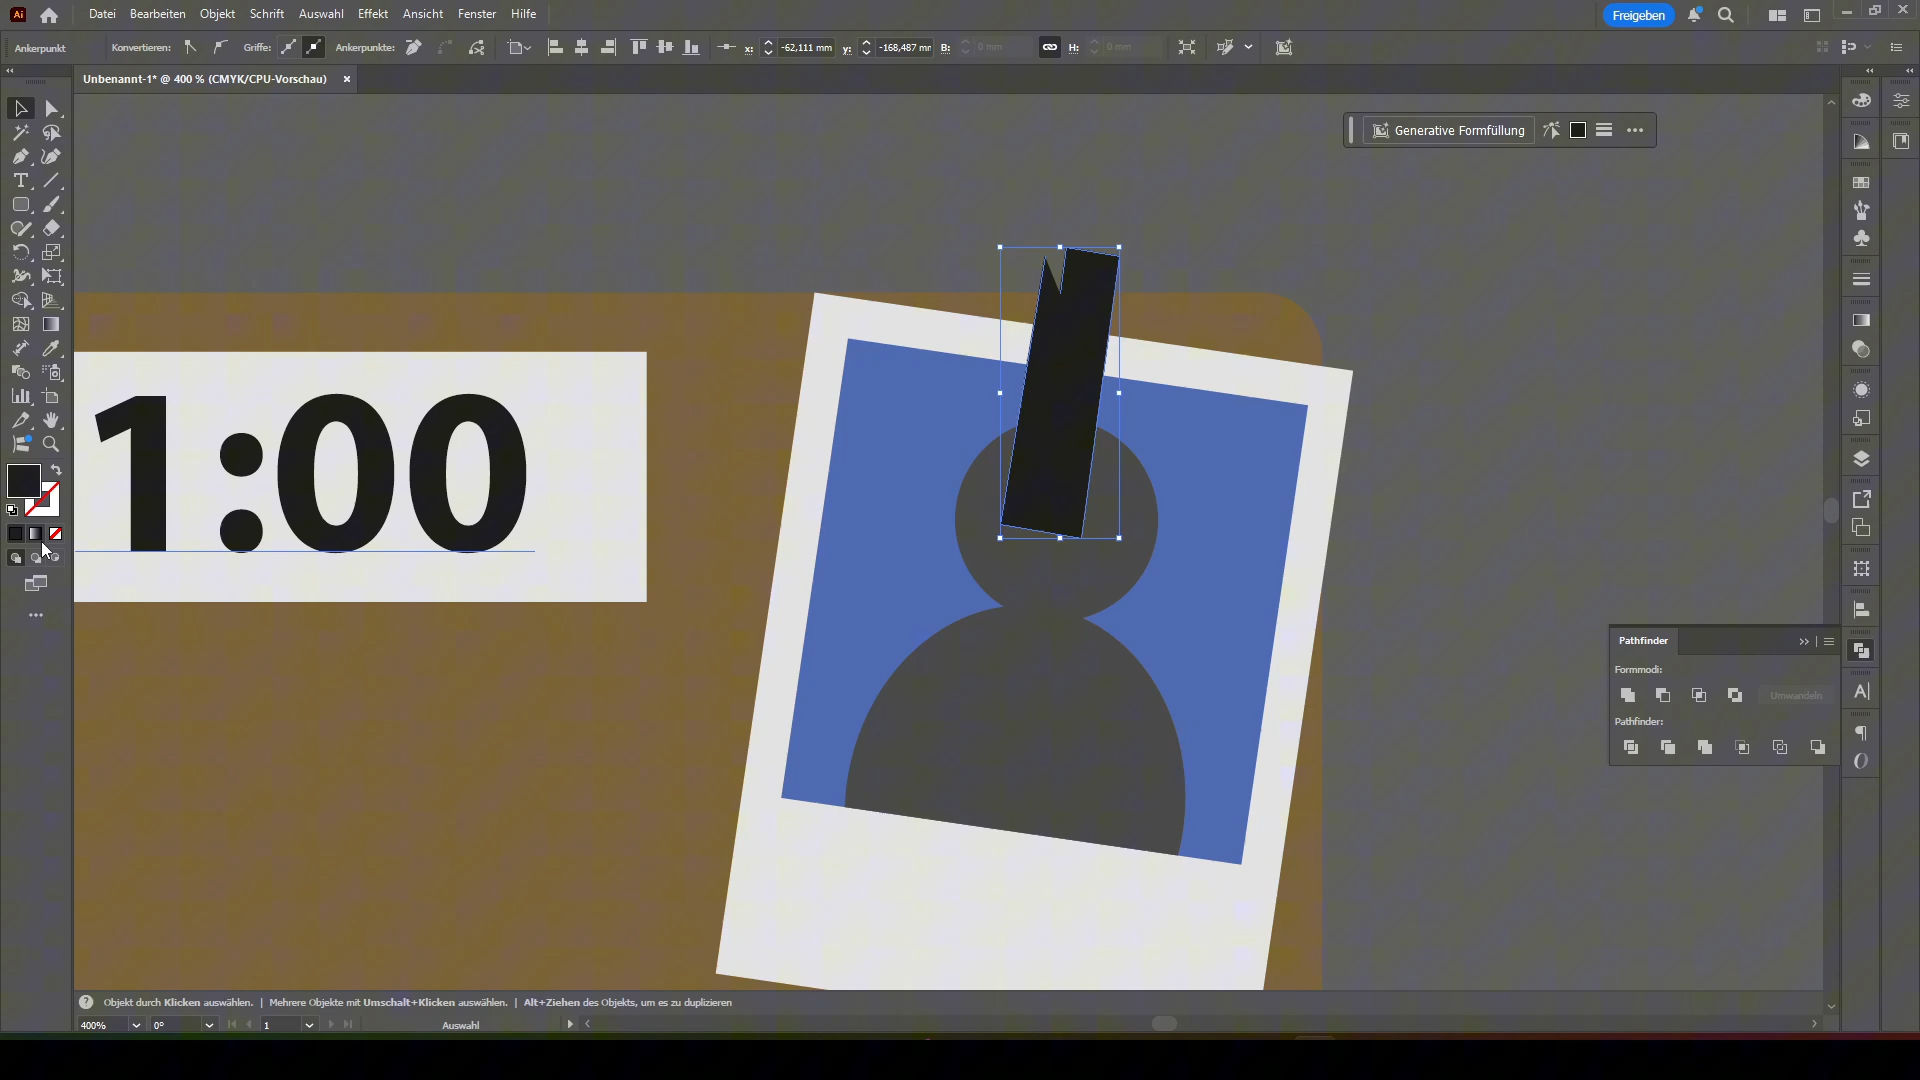 Ai Datei Bearbeiten Objekt Schrift Auswahl Effekt Ansicht Fenster Hilfe Freigeben
Ankerpunkt Konvertieren: Griffe: Ankerpunkte: x: -62,111 mm y: -168,487 mm B: 0 mm H: 0 mm
Unbenannt-1* @ 400 % (CMYK/CPU-Vorschau)
Generative Formfüllung
1:00
Pathfinder
Formmodi:
Umwandeln
Pathfinder:
Objekt durch Klicken auswählen. | Mehrere Objekte mit Umschalt+Klicken auswählen. | Alt+Ziehen des Objekts, um es zu duplizieren
400% 0° 1 Auswahl